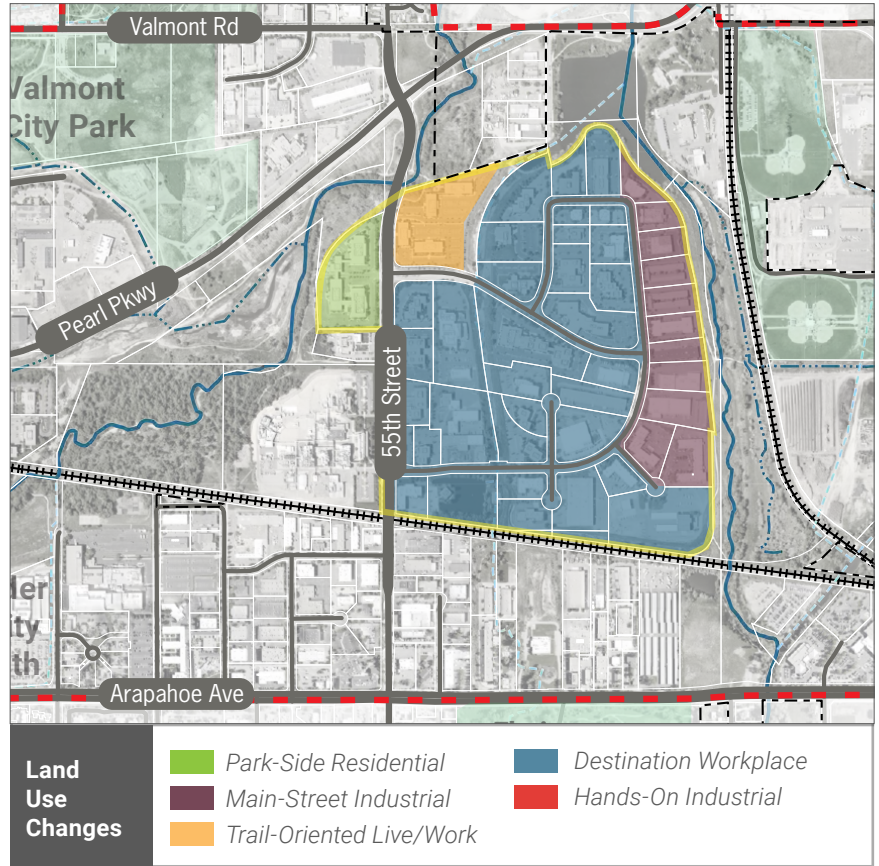 Valmont Rd
Valmont
City Park
Pearl Pkwy
55th Street
Arapahoe Ave
Land
Use
Changes
Park-Side Residential
Main-Street Industrial
Trail-Oriented Live/Work
Destination Workplace
Hands-On Industrial